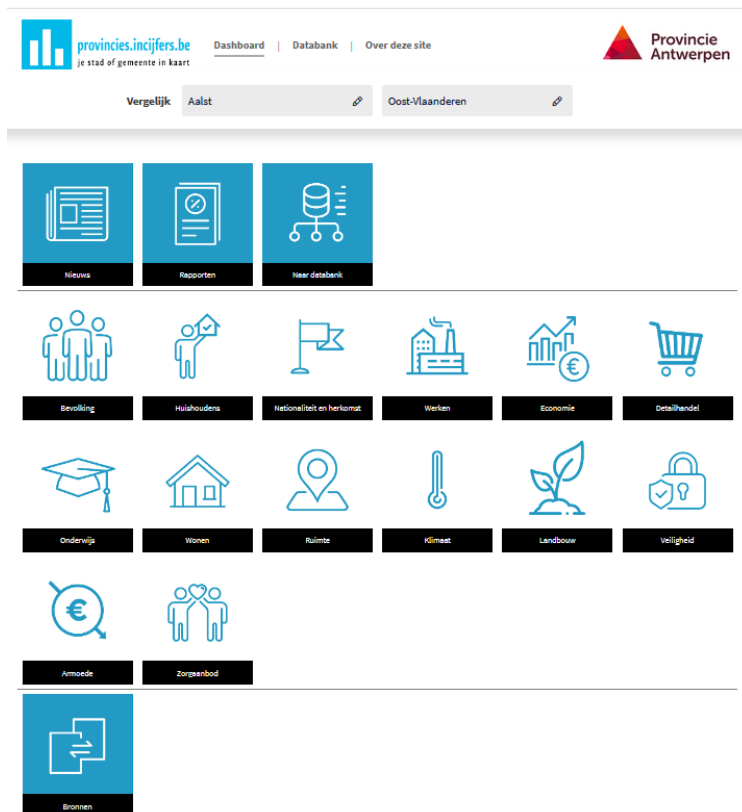 provincies.incijfers.be
je stad of gemeente in kaart
Dashboard | Databank | Over deze site
Provincie
Antwerpen
Vergelijk Aalst Oost-Vlaanderen
Nieuws Rapporten Naar databank
Bevolking Huishoudens Nationaliteit en herkomst Werken Economie Detailhandel
Onderwijs Wonen Ruimte Klimaat Landbouw Veiligheid
Armoede Zorgaanbod
Bronnen